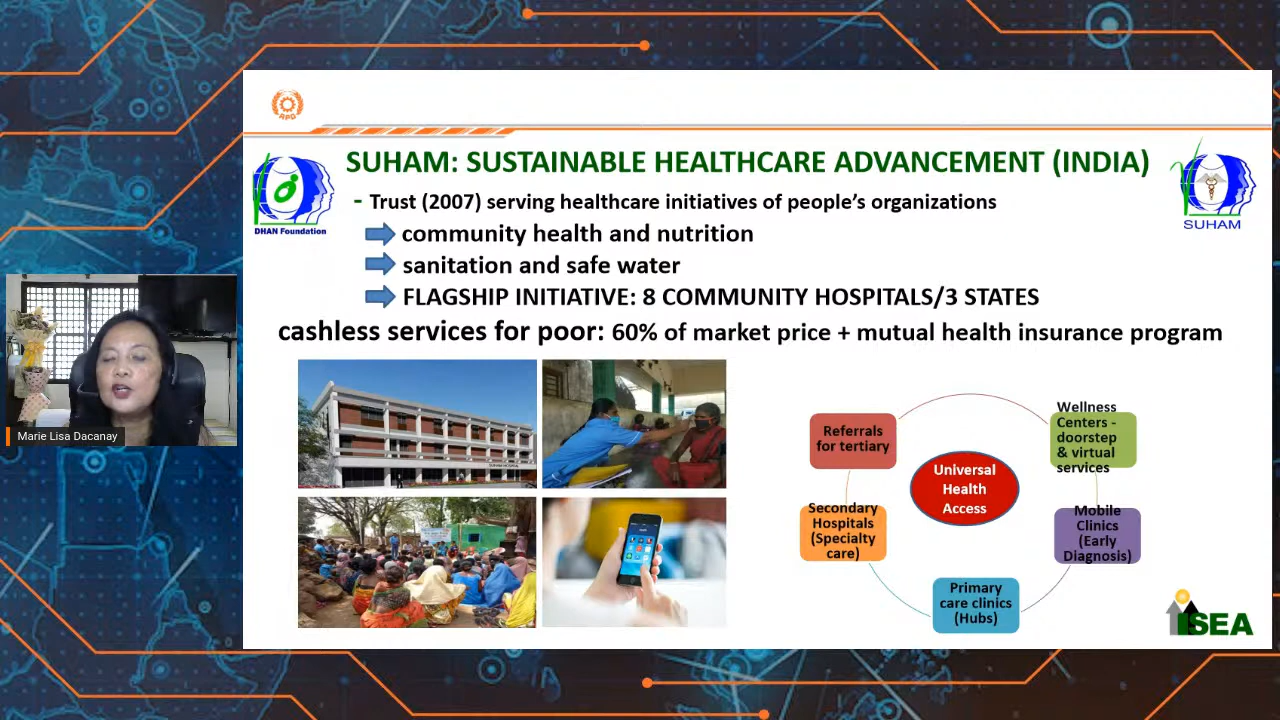 APO
SUHAM: SUSTAINABLE HEALTHCARE ADVANCEMENT (INDIA)
DHAN Foundation
SUHAM
- Trust (2007) serving healthcare initiatives of people’s organizations
community health and nutrition
sanitation and safe water
FLAGSHIP INITIATIVE: 8 COMMUNITY HOSPITALS/3 STATES
cashless services for poor: 60% of market price + mutual health insurance program
Marie Lisa Dacanay
SUHAM HOSPITAL
Referrals
for tertiary
Wellness
Centers -
doorstep
& virtual
services
Universal
Health
Access
Secondary
Hospitals
(Specialty
care)
Mobile
Clinics
(Early
Diagnosis)
Primary
care clinics
(Hubs)
iSEA